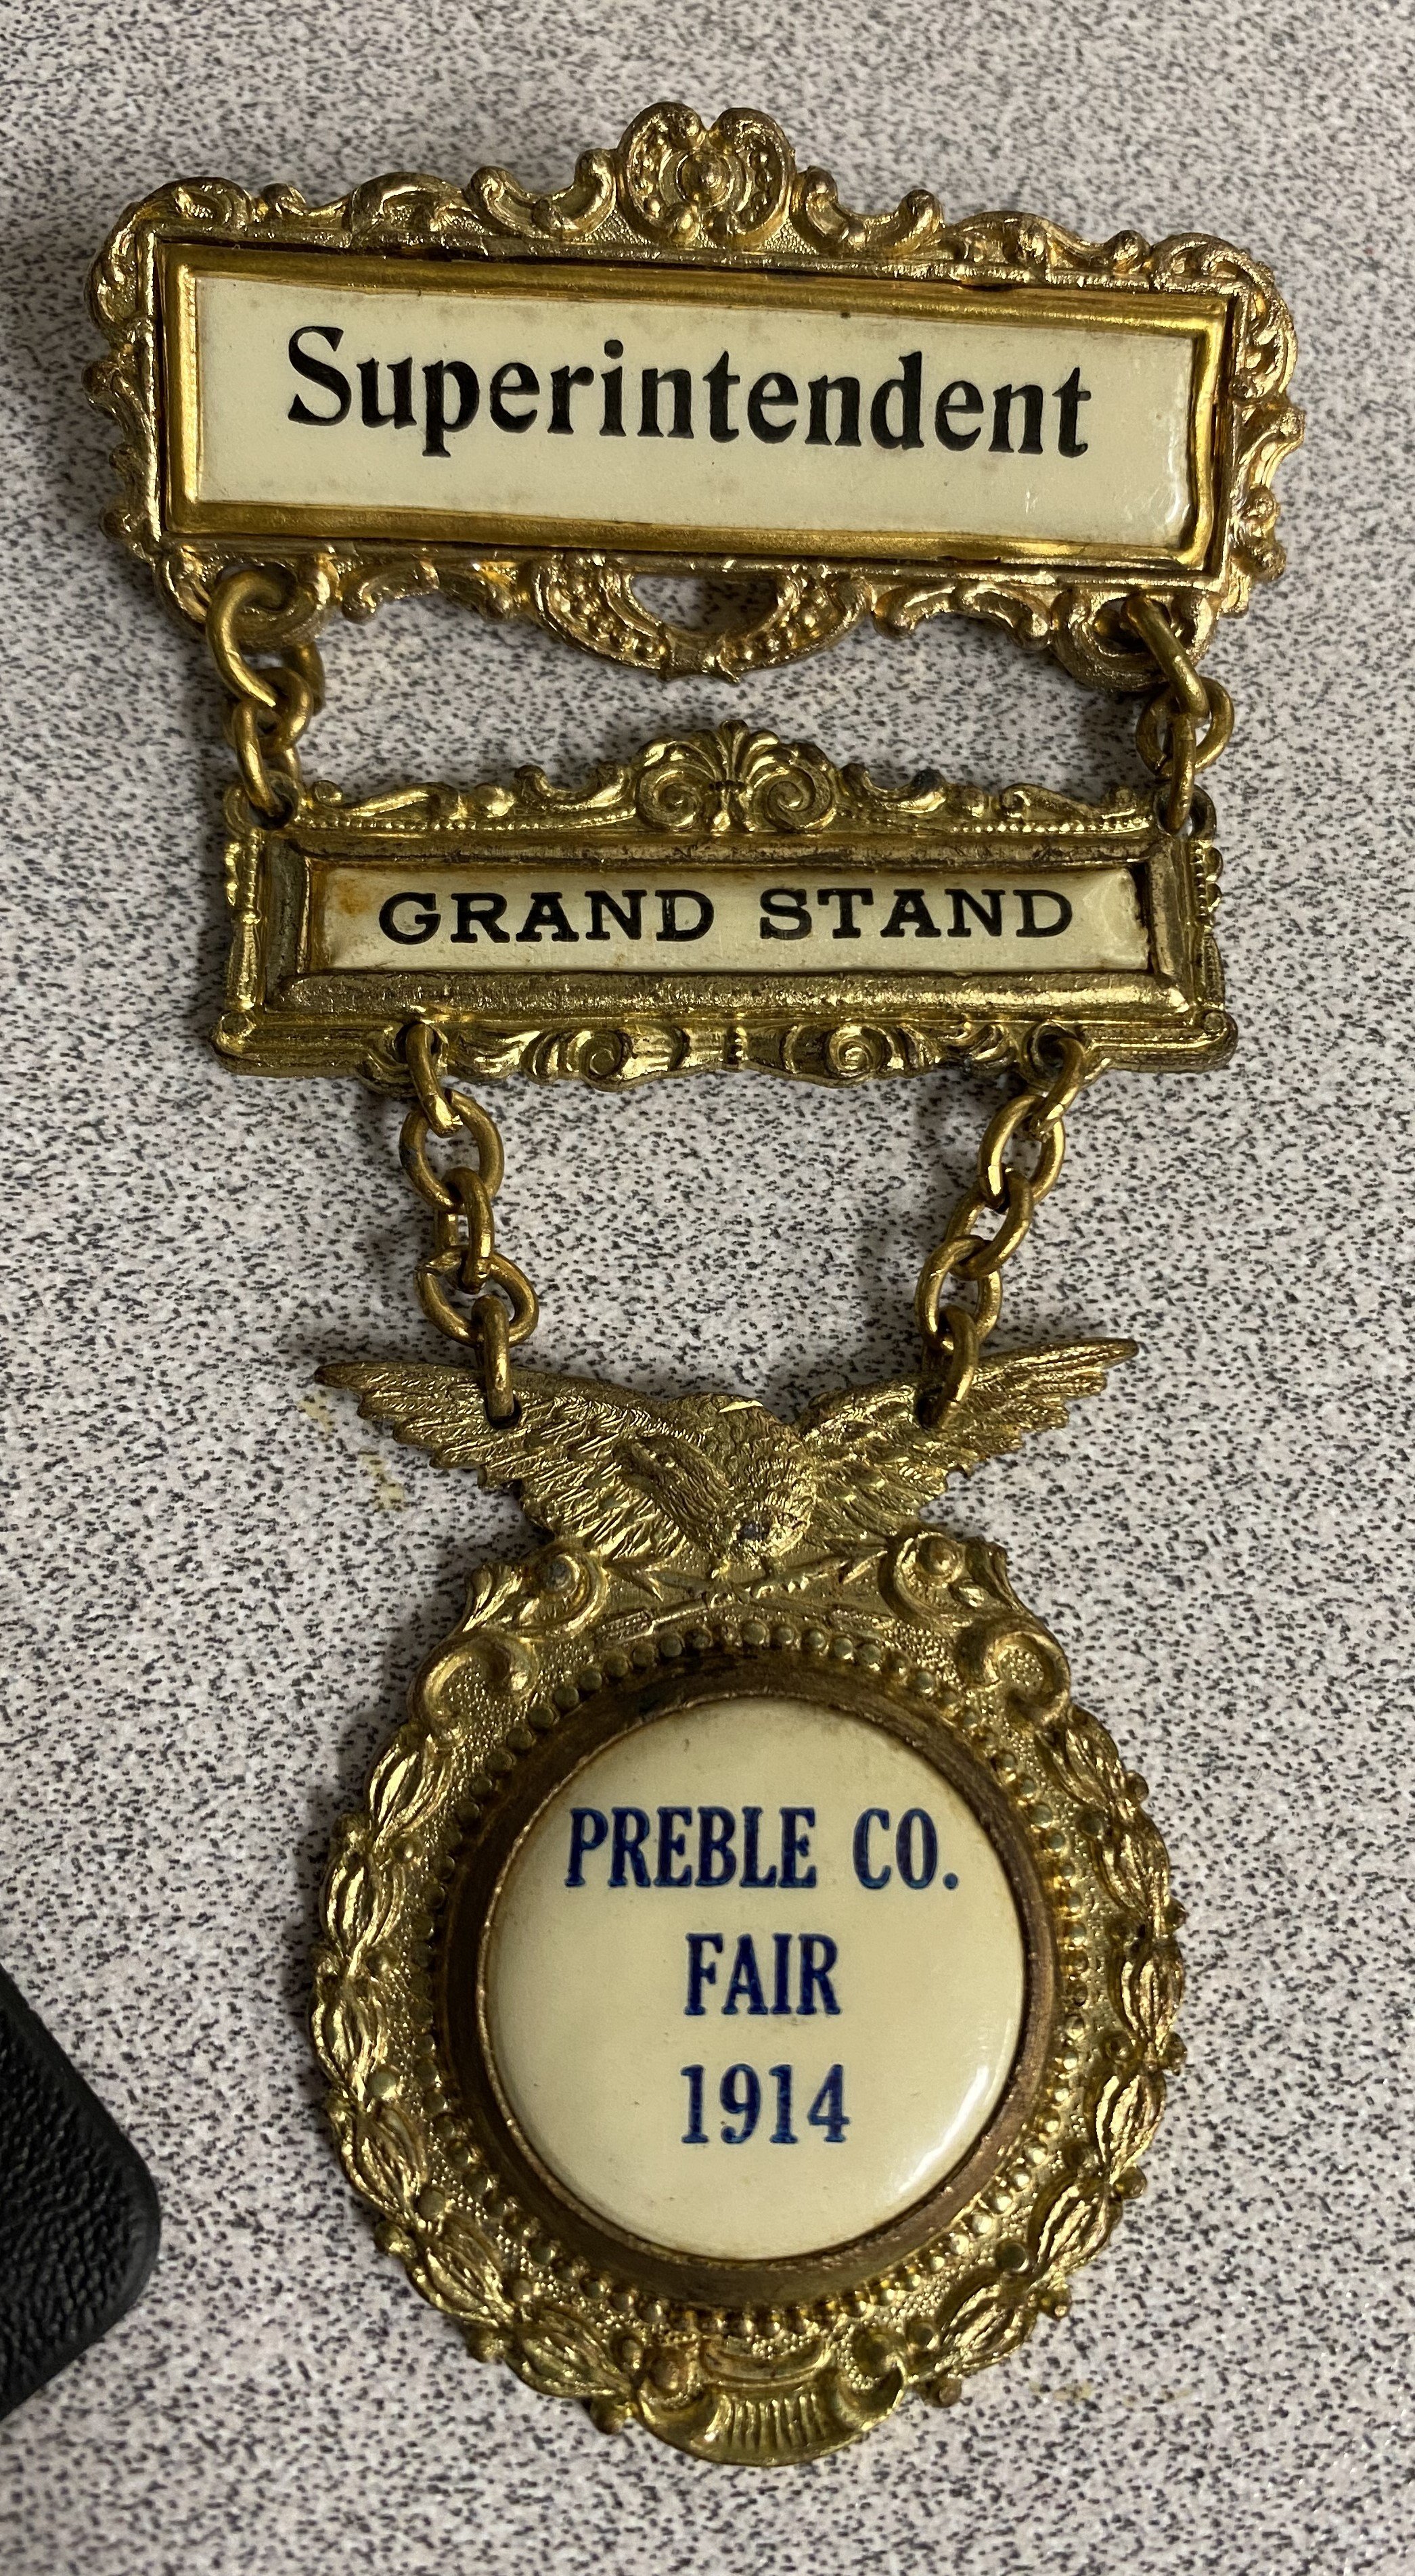 Superintendent
GRAND STAND
PREBLE CO.
FAIR
1914